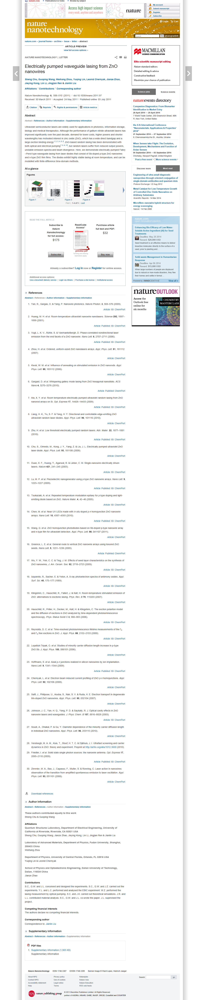 nature.com
Publications A-Z index
Browse by subject
Access high impact science
every week, anytime and anywhere
nature
My account
Submit manuscript
Register
Subscribe
nature
nanotechnology
Login
Cart
Search
Go
Advanced search
nature.com
journal home
archive
issue
letter
abstract
ARTICLE PREVIEW
view full access options
NATURE NANOTECHNOLOGY | LETTER
Electrically pumped waveguide lasing from ZnO
nanowires
Sheng Chu, Guoping Wang, Weihang Zhou, Yuqing Lin, Leonid Chernyak, Jianze Zhao,
Jieying Kong, Lin Li, Jingjian Ren & Jianlin Liu
Affiliations | Contributions | Corresponding author
Nature Nanotechnology 6, 506–510 (2011) | doi:10.1038/nnano.2011.97
Received 30 March 2011 | Accepted 24 May 2011 | Published online 03 July 2011
Citation
Reprints
Rights & permissions
Article metrics
Abstract
Abstract • References • Author information • Supplementary information
Ultraviolet semiconductor lasers are widely used for applications in photonics, information storage,
biology and medical therapeutics. Although the performance of gallium nitride ultraviolet lasers has
improved significantly over the past decade, demand for lower costs, higher powers and shorter
wavelengths has motivated interest in zinc oxide (ZnO), which has a wide direct bandgap and a
large exciton binding energy1, 2, 3, 4, 5, 6. ZnO-based random lasing has been demonstrated with
both optical and electrical pumping7, 8, 9, 10, but random lasers suffer from reduced output powers,
unstable emission spectra and beam divergence. Here, we demonstrate electrically pumped Fabry
–Perot type waveguide lasing from laser diodes that consist of Sb-doped p-type ZnO nanowires
and n-type ZnO thin films. The diodes exhibit highly stable lasing at room temperature, and can be
modelled with finite-difference time-domain methods.
At a glance
Figures
Figure 1
Figure 2
Figure 3
Figure 4
First | 1-4 of 5 | Last
READ THE FULL ARTICLE
Subscribe to
Nature
Nanotechnology
for full access:
$175
Subscribe
ReadCube
Access*
preview pdf
*printing and sharing
restrictions apply
Purchase article
full text and PDF:
$32
Buy now
Already a subscriber? Log in now or Register for online access.
Additional access options:
Use a document delivery service | Login via Athens | Purchase a site license | Institutional access
References
Abstract • References • Author information • Supplementary information
1. Yan, R., Gargas, D. & Yang, P. Nanowire photonics. Nature Photon. 3, 569–576 (2009).
Article ISI ChemPort
2. Huang, M. H. et al. Room-temperature ultraviolet nanowire nanolasers. Science 292, 1897–
1899 (2001).
Article PubMed ISI ChemPort
3. Vugt, L. K. V., Rühle, S. & Vanmaekelbergh, D. Phase-correlated nondirectional laser
emission from the end facets of a ZnO nanowire. Nano Lett. 6, 2707–2711 (2006).
Article PubMed ISI ChemPort
4. Zhou, H. et al. Ordered, uniform-sized ZnO nanolasers arrays. Appl. Phys. Lett. 91, 181112
(2007).
Article ChemPort
5. Kwok, W. M. et al. Influence of annealing on stimulated emission in ZnO nanorods. Appl.
Phys. Lett. 89, 183112 (2006).
Article ChemPort
6. Gargast, D. et al. Whispering gallery mode lasing from ZnO hexagonal nanodisks. ACS
Nano 4, 3270–3276 (2010).
Article PubMed ChemPort
7. Ma, X. Y. et al. Room temperature electrically pumped ultraviolet random lasing from ZnO
nanorod arrays on Si. Opt. Express 17, 14426–14433 (2009).
Article PubMed ISI ChemPort
8. Liang, H. K., Yu, S. F. & Yang, H. Y. Directional and controllable edge-emitting ZnO
ultraviolet random laser diodes. Appl. Phys. Lett. 96, 101116 (2010).
Article ChemPort
9. Zhu, H. et al. Low threshold electrically pumped random lasers. Adv. Mater. 22, 1877–1881
(2010).
Article PubMed ISI ChemPort
10. Chu, S., Olmedo, M., Kong, J. Y., Yang, Z. & Liu, J. L. Electrically pumped ultraviolet ZnO
laser diode. Appl. Phys. Lett. 93, 181106 (2008).
Article ChemPort
11. Duan, X. F., Huang, Y., Agarwal, R. & Lieber, C. M. Single-nanowire electrically driven
lasers. Nature 421, 241–245 (2003).
Article ISI ChemPort
12. Lu, M. P. et al. Piezoelectric nanogenerator using p-type ZnO nanowire arrays. Nano Lett. 9,
1223–1227 (2009).
Article PubMed ISI ChemPort
13. Tsukazaki, A. et al. Repeated temperature modulation epitaxy for p-type doping and light-
emitting diode based on ZnO. Nature Mater. 4, 42–46 (2005).
Article ISI ChemPort
14. Chen, M. et al. Near UV LEDs made with in situ doped p-n homojunction ZnO nanowire
arrays. Nano Lett. 10, 4387–4393 (2010).
Article PubMed ISI ChemPort
15. Wang, G. et al. ZnO homojunction photodiodes based on Sb-doped p-type nanowire array
and n-type film for ultraviolet detection. Appl. Phys. Lett. 98, 041107 (2011).
Article ChemPort
16. Greence, L. E. et al. General route to vertical ZnO nanowire arrays using texured ZnO
seeds. Nano Lett. 5, 1231–1236 (2005).
Article PubMed ChemPort
17. Wu, Y. W., Yeh, C. C. & Ting, J. M. Effects of seed layer characteristics on the synthesis of
ZnO nanowires, J. Am. Ceram. Soc. 92, 2718–2723 (2009).
Article ISI ChemPort
18. Izquierdo, R., Sacher, E. & Yelon, A. X-ray photoelectron spectra of antimony oxides. Appl.
Surf. Sci. 40, 175–177 (1989).
Article ISI ChemPort
19. Klingshirn, C., Hauschild, R., Fallert, J. & Kalt, H. Room-temperature stimulated emission of
ZnO: alternatives to excitonic lasing. Phys. Rev. B 75, 115203 (2007).
Article ChemPort
20. Hauschild, R., Priller, H., Decker, M., Kalt, H. & Klingshirn, C. The exciton polariton model
and the diffusion of excitons in ZnO analyzed by time-dependent photoluminescence
spectroscopy. Phys. Status Solidi C 3, 980–983 (2006).
Article ISI ChemPort
21. Reynolds, D. C. et al. Time-resolved photoluminescence lifetime measurements of the Γ5
and Γ6 free excitons in ZnO. J. Appl. Phys. 88, 2152–2153 (2000).
Article ISI ChemPort
22. Lopatiuk-Tirpak, O. et al. Studies of minority carrier diffusion length increase in p-type
ZnO:Sb. J. Appl. Phys. 100, 086101 (2006).
Article ChemPort
23. Hoffmann, S. et al. Axial p-n junctions realized in silicon nanowires by ion implantation.
Nano Lett. 9, 1341–1344 (2009).
Article PubMed ISI ChemPort
24. Chernyak, L. et al. Electron beam induced current profiling of ZnO p-n homojunctions. Appl.
Phys. Lett. 92, 102106 (2008).
Article ChemPort
25. Salfi, J., Philipose, U., Aouba, S., Nair, S. V. & Ruda, H. E. Electron transport in degenerate
Mn-doped ZnO nanowires. Appl. Phys. Lett. 90, 032104 (2007).
Article ChemPort
26. Johnson, J. C., Yan, H. Q., Yang, P. D. & Saykally, R. J. Optical cavity effects in ZnO
nanowire lasers and waveguides. J. Phys. Chem. B 107, 8816–8828 (2003).
Article ISI ChemPort
27. Soudi, A., Dhakal, P. & Gu, Y. Diameter dependence of the minority carrier diffusion length
in individual ZnO nanowires. Appl. Phys. Lett. 96, 253115 (2010).
Article ChemPort
28. Versteegh, M. A. M., Kuis, T., Stoof, H. T. C. & Dijkhuis, J. I. Ultrafast screening and carrier
dynamics in ZnO: theory and experiment. Preprint at http://arXiv.org/abs/1012.3600 (2010).
29. Friedler, I. et al. Solid state single photon sources: the nanowire antenna. Opt. Express 17,
2095–2110 (2009).
Article PubMed ISI ChemPort
30. Zimmler, M. A., Bao, J., Capasso, F., Muller, S. & Ronning, C. Laser action in nanowires:
observation of the transition from amplified spontaneous emission to laser oscillation. Appl.
Phys. Lett. 93, 051101 (2008).
Article ChemPort
Download references
Author information
Abstract • References • Author information • Supplementary information
These authors contributed equally to this work
Sheng Chu & Guoping Wang
Affiliations
Quantum Structures Laboratory, Department of Electrical Engineering, University of
California at Riverside, Riverside, CA 92521 USA
Sheng Chu, Guoping Wang, Jianze Zhao, Jieying Kong, Lin Li, Jingjian Ren & Jianlin Liu
Laboratory of Advanced Materials, Department of Physics, Fudan University, Shanghai,
200433 China
Weihang Zhou
Department of Physics, University of Central Florida, Orlando, FL 32816 USA
Yuqing Lin & Leonid Chernyak
School of Physics and Optoelectronic Engineering, Dalian University of Technology,
Dalian, 116024 China
Jianze Zhao
Contributions
S.C., G.W. and J.L. conceived and designed the experiments. S.C., G.W. and J.Z. carried out the
experiments. Y.L. and L.C. performed and analysed the EBIC experiment. W.Z. performed the
lasing measurement by optical pumping. S.C. and J.K. carried out theoretical simulations. J.R. and
L.L. contributed material analysis. S.C., G.W. and J.L. co-wrote the paper. J.L. supervised the
project.
Competing financial interests
The authors declare no competing financial interests.
Corresponding author
Correspondence to: Jianlin Liu
Supplementary information
Abstract • References • Author information • Supplementary information
PDF files
1. Supplementary information (1,905 KB)
Supplementary information
MACMILLAN
SCIENCE COMMUNICATION
Elite scientific manuscript editing
Nature-standard editors
Detailed editing & advice
Constructive feedback
Maximize your chance of publication
Science jobs
Science events
natureevents directory
Companion Diagnostics: From Biomarker
Identification to Market Entry
28 April 2014 — 29 April 2014
7 World Trade Center, 250 Greenwich Street, 40th
Fl, New York, United States
the 4-th International Conference
"Nanomaterials: Applications & Properties'
2014"
21 September 2014 — 27 September 2014
9, Chervonoarmiys'ka St., Alushta, Ukraine
When Senses take Flight: The Evolution,
Development, Mechanisms and Function of
Avian Senses
04 September 2014 — 05 September 2014
Chicheley, Newport Pagnell, United Kingdom
Post a free event | More science events
Discover more
Most read
Engineering of ultra-small diagnostic
nanoprobes through oriented conjugation of
single-domain antibodies and quantum dots
Protocol Exchange | 22 Aug 2012
Metal Catalyst for Low-Temperature Growth
of Controlled Zinc Oxide Nanowires on
Arbitrary Substrates
Scientific Reports | 14 Mar 2014
Microfibre–nanowire hybrid structure for
energy scavenging
Nature | 14 Feb 2008
nature.com
open innovation pavilion
Enhancing Bio-Efficacy of Low Water-
Soluble Active Ingredient (AI) for Seed
Treatments
Deadline: May 20 2014
Reward: $20,000 USD
Seed treatment is an effective means to deliver
bioactive molecules directly to the surface of a
seed, prior to planting and...
Solid-waste Management in Humanitarian
Response
Deadline: Apr 06 2014
Reward: $15,000 USD
When large numbers of people are displaced
due to natural or man-made disasters, they flee
their homes and settle in formal ...
Powered by: INNOCENTIVE
View all
natureOUTLOOK
Access the
Outlook free
online for
six months
CHEMISTRY
MASTERCLASS
Nature Nanotechnology ISSN 1748-3387 EISSN 1748-3395 Banner image © Ward Lopes, Heinrich Jaeger
About NPG
Contact NPG
Accessibility statement
Help
Privacy policy
Use of cookies
Legal notice
Terms
Naturejobs
Nature Asia
Nature Education
RSS web feeds
Search:
go
npg nature publishing group
© 2011 Macmillan Publishers Limited. All Rights Reserved.
partner of AGORA, HINARI, OARE, INASP, ORCID, CrossRef and COUNTER